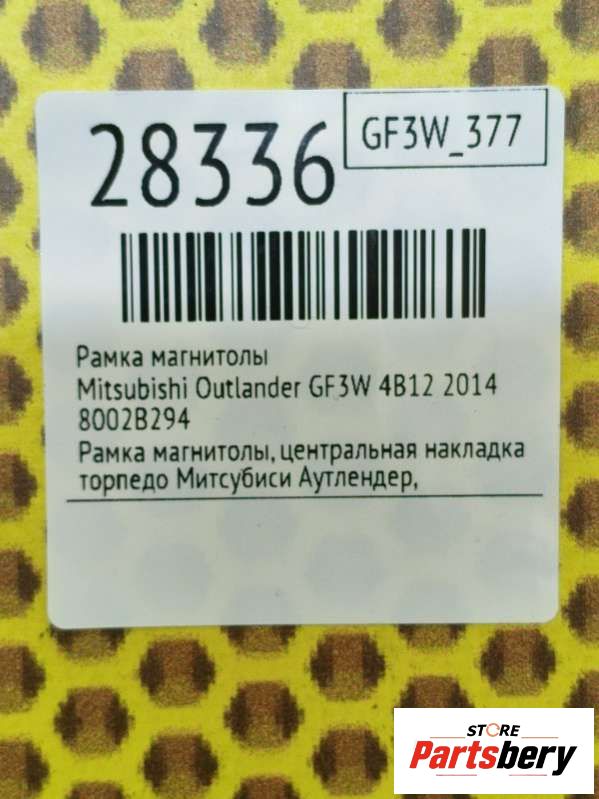 28336
GF3W_377
Рамка магнитолы
Mitsubishi Outlander GF3W 4B12 2014
8002B294
Рамка магнитолы, центральная накладка
торпедо Митсубиси Аутлендер,
STORE
Partsbery